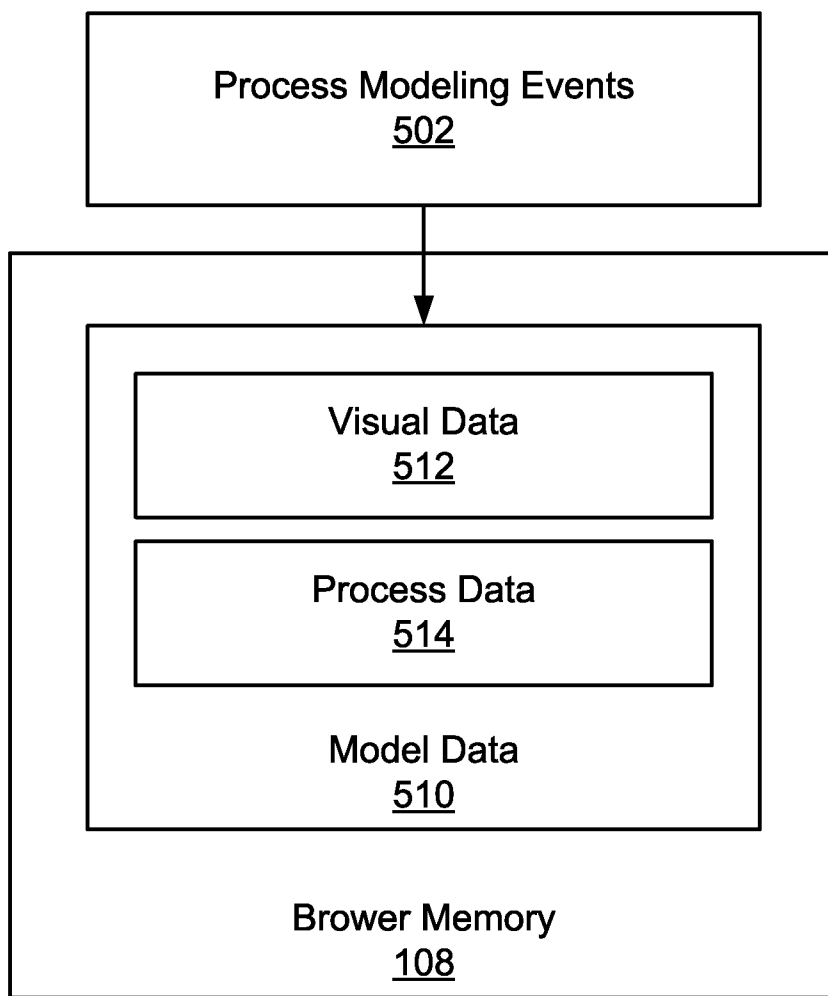 Process Modeling Events
502
Visual Data
512
Process Data
514
Model Data
510
Brower Memory
108